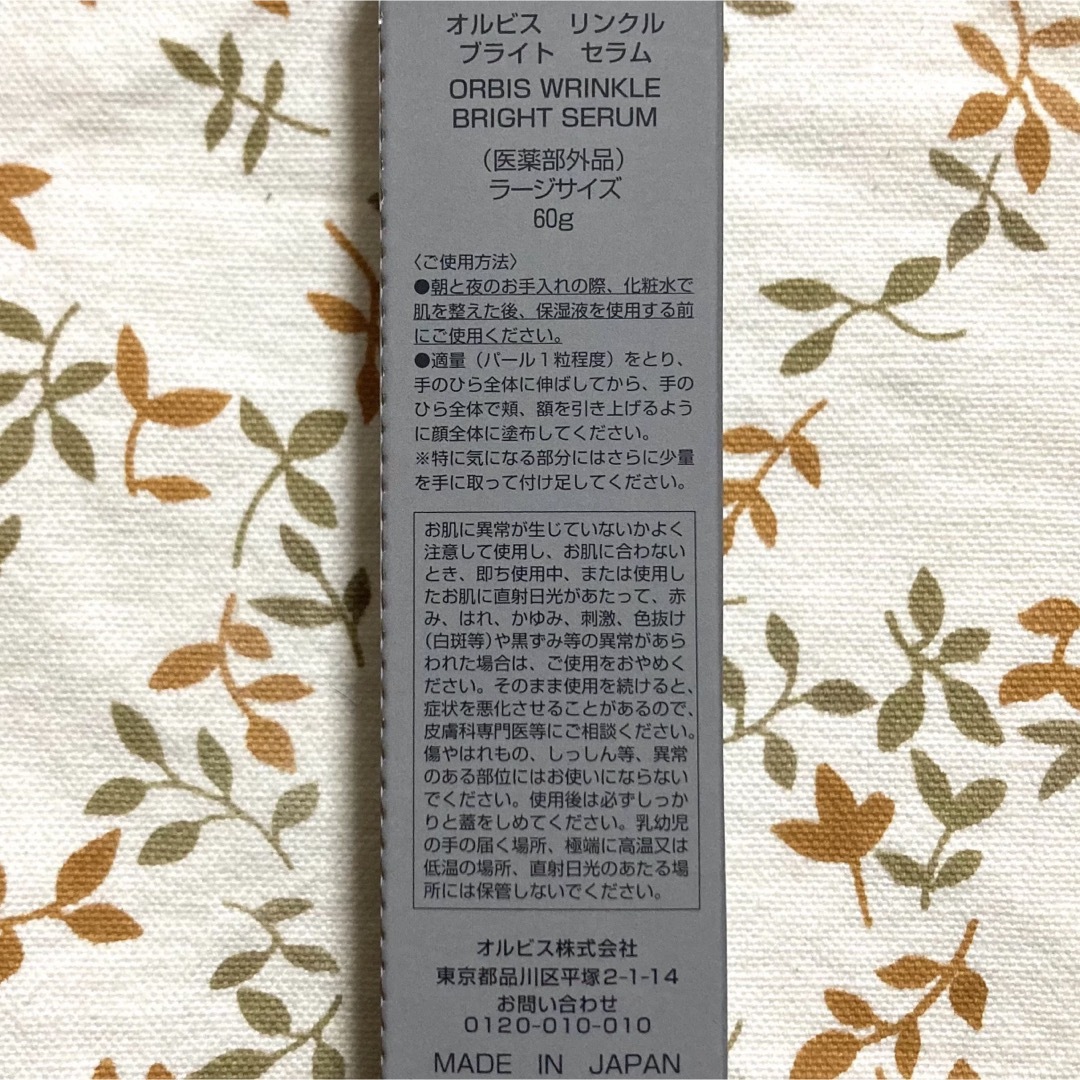 オルビス リンクル
ブライト セラム
ORBIS WRINKLE
BRIGHT SERUM
（医薬部外品）
ラージサイズ
60g
〈ご使用方法〉
●朝と夜のお手入れの際、化粧水で
肌を整えた後、保湿液を使用する前
にご使用ください。
●適量（パール１粒程度）をとり、
手のひら全体に伸ばしてから、手の
ひら全体で頬、額を引き上げるよう
に顔全体に塗布してください。
※特に気になる部分にはさらに少量
を手に取って付け足してください。
お肌に異常が生じていないかよく
注意して使用し、お肌に合わない
とき、即ち使用中、または使用し
たお肌に直射日光があたって、赤
み、はれ、かゆみ、刺激、色抜け
（白斑等）や黒ずみ等の異常があら
われた場合は、ご使用をおやめく
ださい。そのまま使用を続けると、
症状を悪化させることがあるので、
皮膚科専門医等にご相談ください。
傷やはれもの、しっしん等、異常
のある部位にはお使いにならない
でください。使用後は必ずしっか
りと蓋をしめてください。乳幼児
の手の届く場所、極端に高温又は
低温の場所、直射日光のあたる場
所には保管しないでください。
オルビス株式会社
東京都品川区平塚2-1-14
お問い合わせ
0120-010-010
MADE IN JAPAN